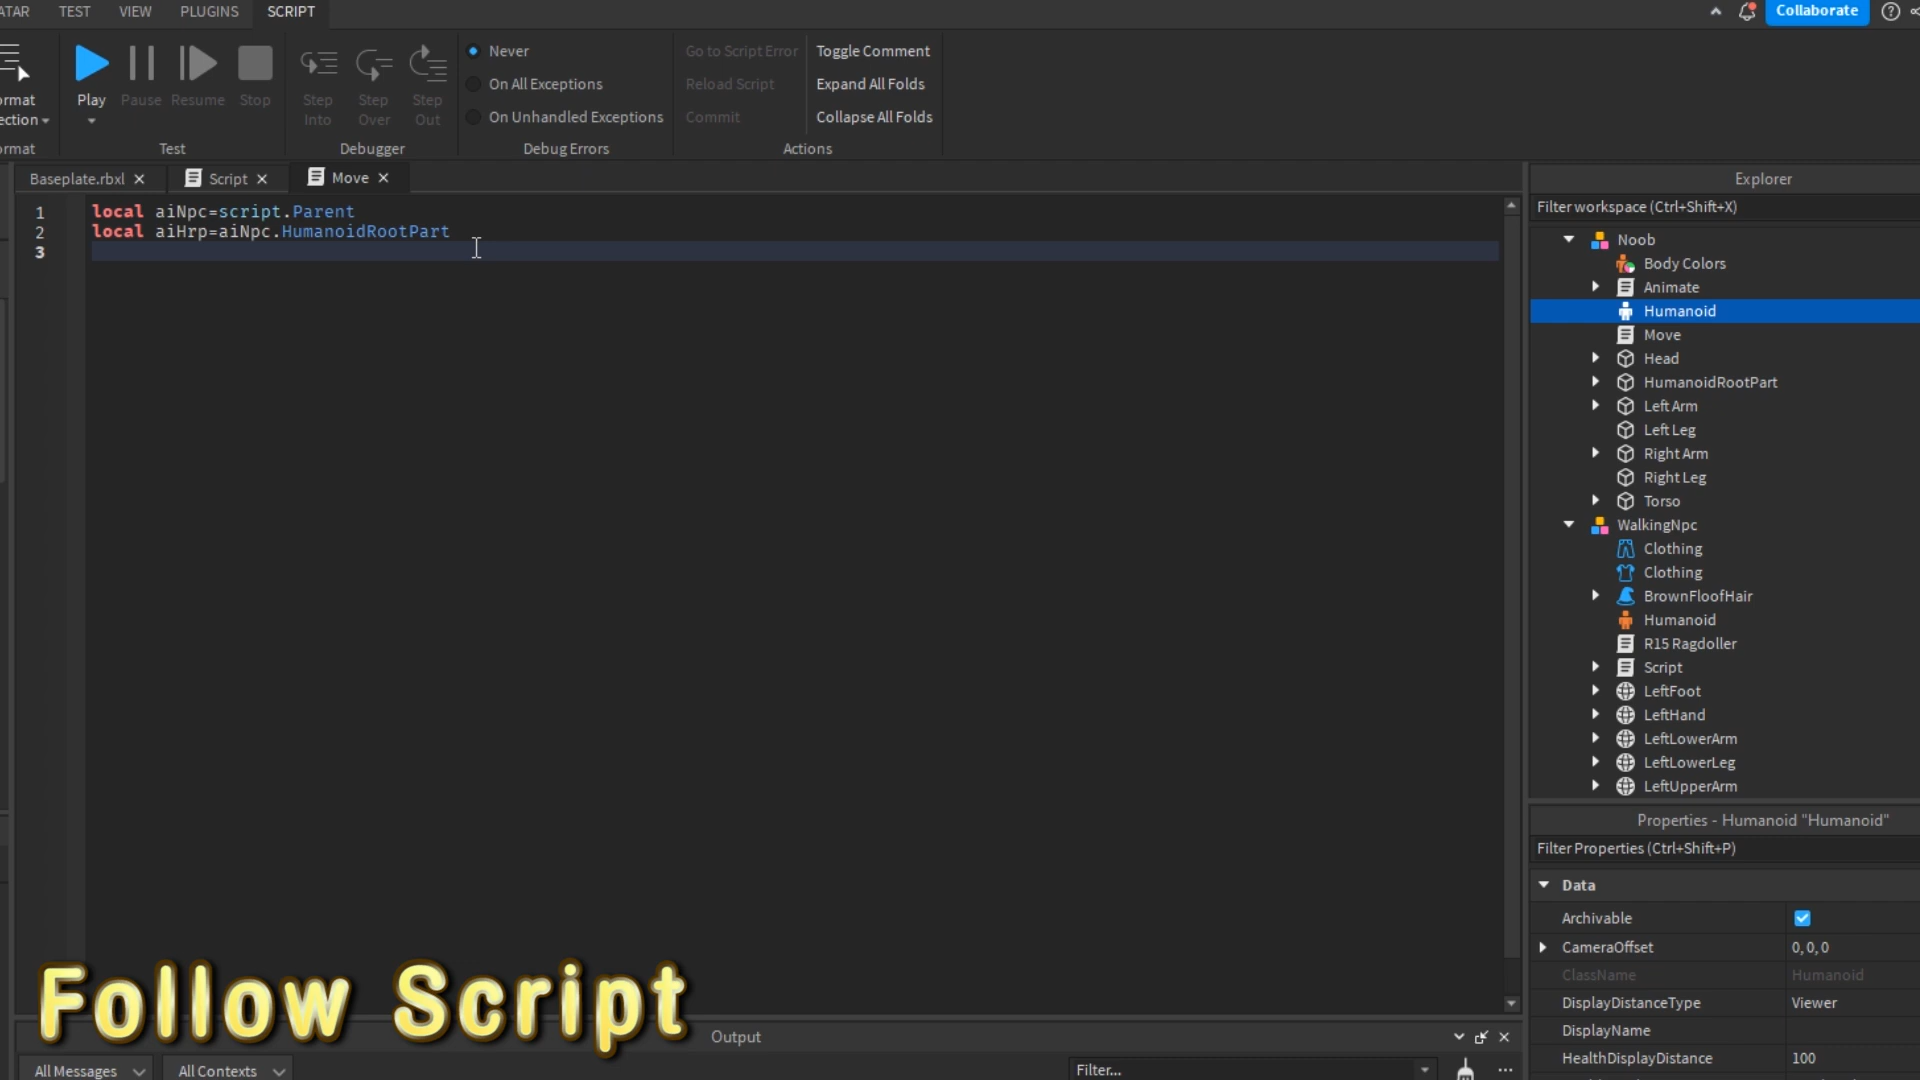 TAR TEST VIEW PLUGINS SCRIPT Collaborate
Play Pause Resume Stop
Step Into Step Over Step Out
Never
On All Exceptions
On Unhandled Exceptions
Go to Script Error
Reload Script
Commit
Toggle Comment
Expand All Folds
Collapse All Folds
ormat
ection
ormat Test Debugger Debug Errors Actions
Baseplate.rbxl Script Move
1 local aiNpc=script.Parent
2 local aiHrp=aiNpc.HumanoidRootPart
3
Explorer
Filter workspace (Ctrl+Shift+X)
Noob
Body Colors
Animate
Humanoid
Move
Head
HumanoidRootPart
Left Arm
Left Leg
Right Arm
Right Leg
Torso
WalkingNpc
Clothing
Clothing
BrownFloofHair
Humanoid
R15 Ragdoller
Script
LeftFoot
LeftHand
LeftLowerArm
LeftLowerLeg
LeftUpperArm
Properties - Humanoid "Humanoid"
Filter Properties (Ctrl+Shift+P)
Data
Archivable
CameraOffset 0, 0, 0
ClassName Humanoid
DisplayDistanceType Viewer
DisplayName
HealthDisplayDistance 100
Follow Script
Output
All Messages All Contexts Filter...